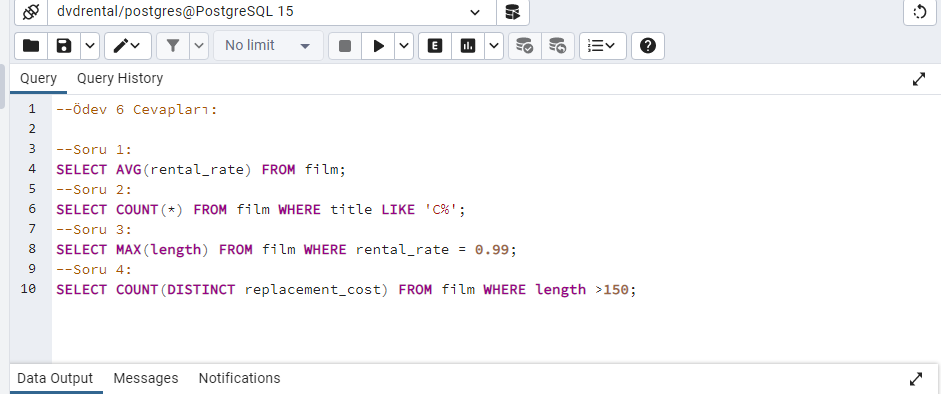 dvdrental/postgres@PostgreSQL 15
No limit
E
Query Query History
1 --Ödev 6 Cevapları:
2
3 --Soru 1:
4 SELECT AVG(rental_rate) FROM film;
5 --Soru 2:
6 SELECT COUNT(*) FROM film WHERE title LIKE 'C%';
7 --Soru 3:
8 SELECT MAX(length) FROM film WHERE rental_rate = 0.99;
9 --Soru 4:
10 SELECT COUNT(DISTINCT replacement_cost) FROM film WHERE length >150;
Data Output Messages Notifications